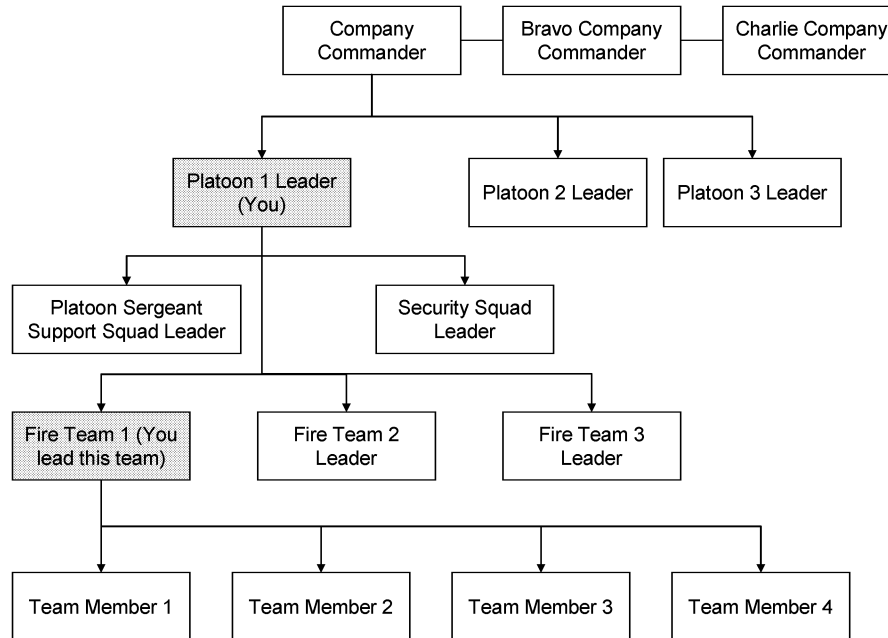 Company
Commander
Bravo Company
Commander
Charlie Company
Commander
Platoon 1 Leader
(You)
Platoon 2 Leader
Platoon 3 Leader
Platoon Sergeant
Support Squad Leader
Security Squad
Leader
Fire Team 1 (You
lead this team)
Fire Team 2
Leader
Fire Team 3
Leader
Team Member 1
Team Member 2
Team Member 3
Team Member 4